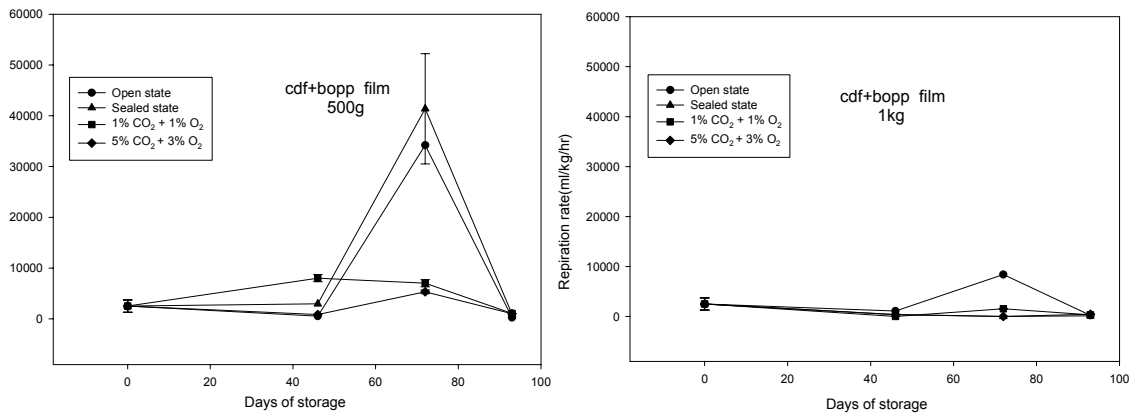 60000
50000
40000
30000
20000
10000
0
Open state
Sealed state
1% CO₂ + 1% O₂
5% CO₂ + 3% O₂
cdf+bopp film
500g
0 20 40 60 80 100
Days of storage
Repiration rate(ml/kg/hr)
60000
50000
40000
30000
20000
10000
0
Open state
Sealed state
1% CO₂ + 1% O₂
5% CO₂ + 3% O₂
cdf+bopp film
1kg
0 20 40 60 80 100
Days of storage